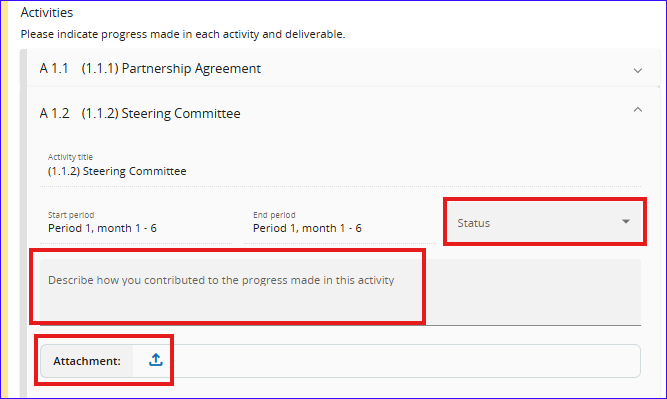 Activities
Please indicate progress made in each activity and deliverable.
A 1.1 (1.1.1) Partnership Agreement
A 1.2 (1.1.2) Steering Committee
Activity title
(1.1.2) Steering Committee
Start period
Period 1, month 1 - 6
End period
Period 1, month 1 - 6
Status
Describe how you contributed to the progress made in this activity
Attachment: